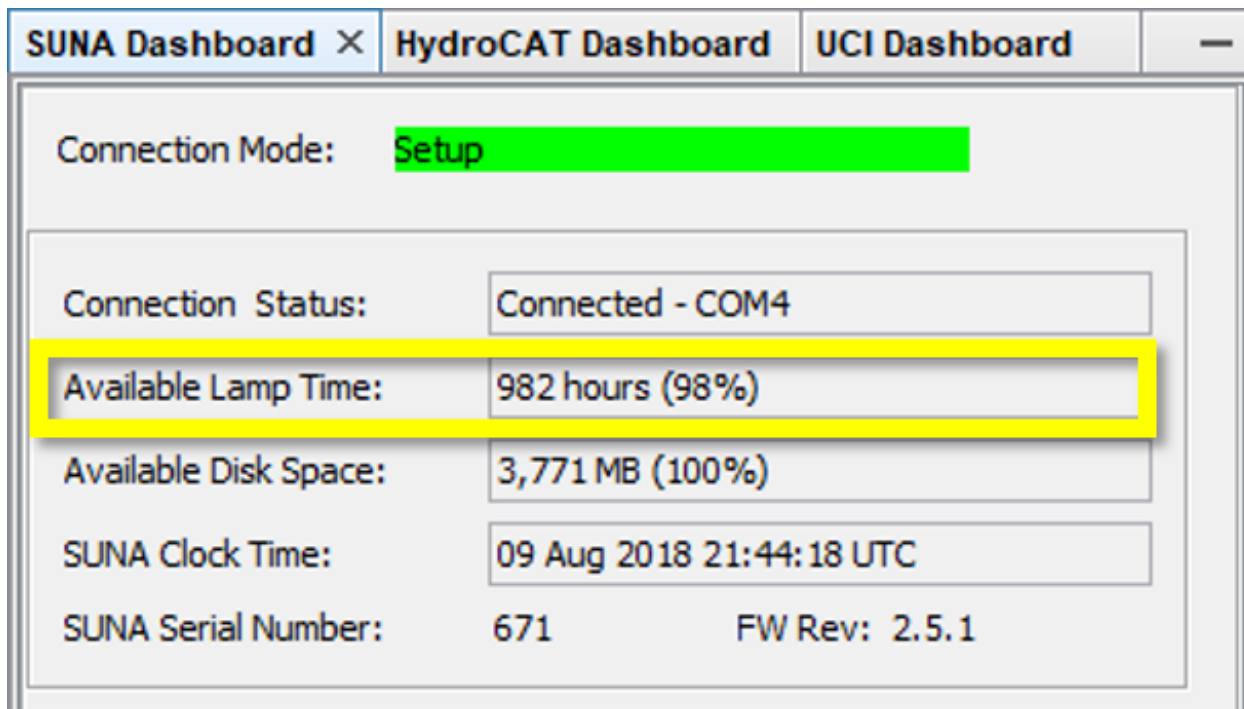 SUNA Dashboard × HydroCAT Dashboard UCI Dashboard
Connection Mode: Setup
Connection Status: Connected - COM4
Available Lamp Time: 982 hours (98%)
Available Disk Space: 3,771 MB (100%)
SUNA Clock Time: 09 Aug 2018 21:44:18 UTC
SUNA Serial Number: 671 FW Rev: 2.5.1